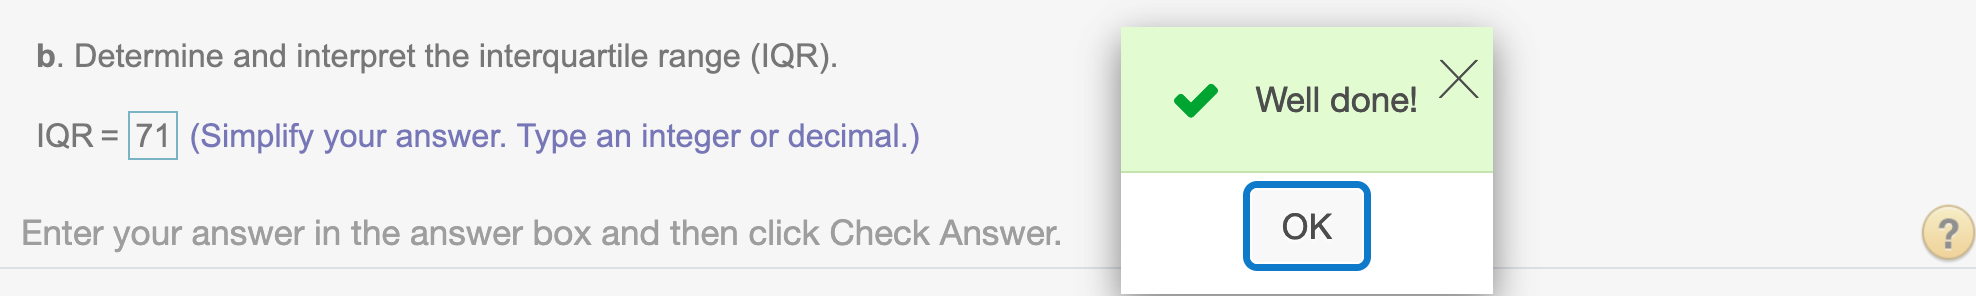 b. Determine and interpret the interquartile range (IQR).
Well done!
IQR = 71 (Simplify your answer. Type an integer or decimal.)
OK
Enter your answer in the answer box and then click Check Answer.
?